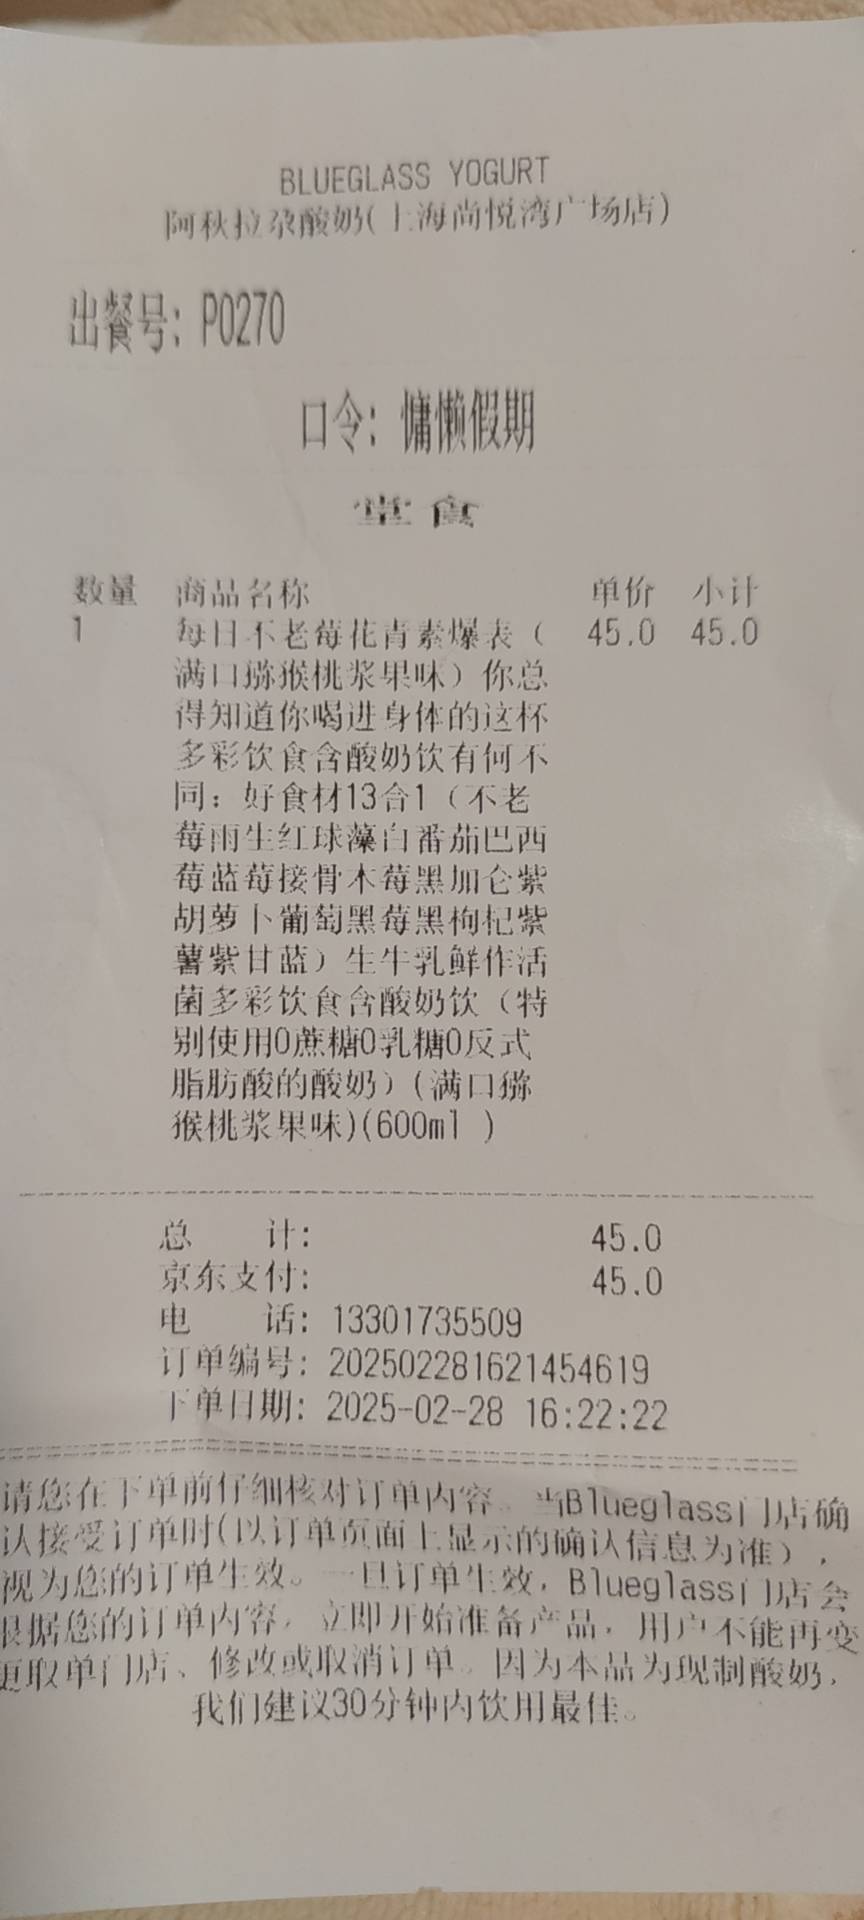 BLUEGLASS YOGURT
阿秋拉尕酸奶(上海尚悦湾广场店)
出餐号: P0270
口令: 慵懒假期
堂食
数量 商品名称 单价 小计
1 每日不老莓花青素爆表（ 45.0 45.0
满口猕猴桃浆果味）你总
得知道你喝进身体的这杯
多彩饮食含酸奶饮有何不
同：好食材13合1（不老
莓雨生红球藻白番茄巴西
莓蓝莓接骨木莓黑加仑紫
胡萝卜葡萄黑莓黑枸杞紫
薯紫甘蓝）生牛乳鲜作活
菌多彩饮食含酸奶饮（特
别使用0蔗糖0乳糖0反式
脂肪酸的酸奶）(满口猕
猴桃浆果味)(600ml )
总 计: 45.0
京东支付: 45.0
电 话: 13301735509
订单编号: 202502281621454619
下单日期: 2025-02-28 16:22:22
请您在下单前仔细核对订单内容。当Blueglass门店确
认接受订单时(以订单页面上显示的确认信息为准），
视为您的订单生效。一旦订单生效，Blueglass门店会
根据您的订单内容，立即开始准备产品，用户不能再变
更取单门店、修改或取消订单。因为本品为现制酸奶，
我们建议30分钟内饮用最佳。